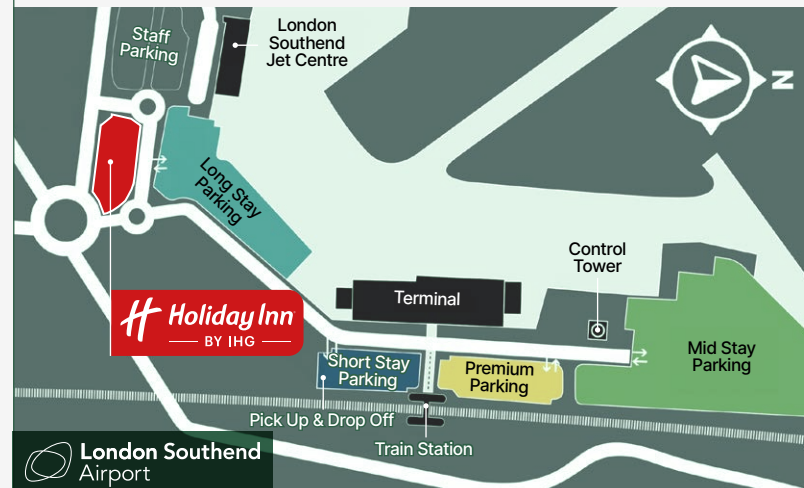 Staff
Parking
London
Southend
Jet Centre
N
Long Stay
Parking
Control
Tower
Terminal
Holiday Inn
BY IHG
Mid Stay
Parking
Short Stay
Parking
Premium
Parking
Pick Up & Drop Off
Train Station
London Southend
Airport